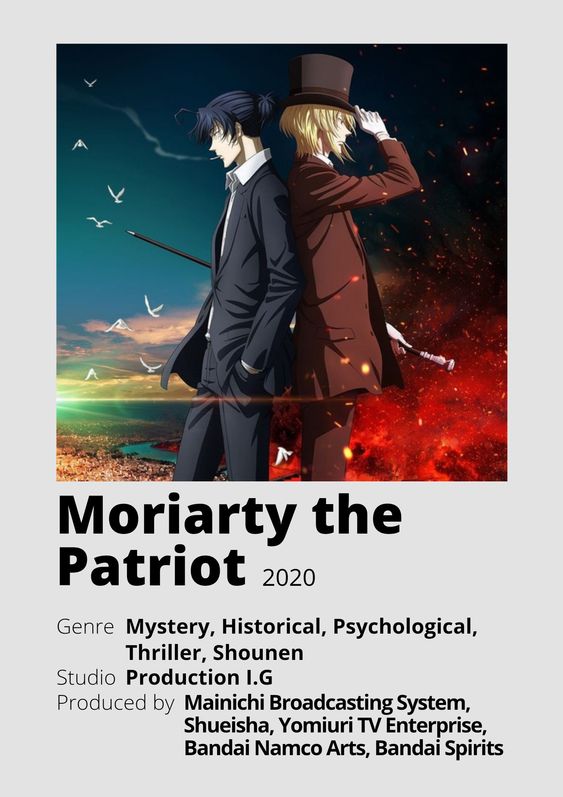 Moriarty the
Patriot 2020
Genre Mystery, Historical, Psychological,
Thriller, Shounen
Studio Production I.G
Produced by Mainichi Broadcasting System,
Shueisha, Yomiuri TV Enterprise,
Bandai Namco Arts, Bandai Spirits